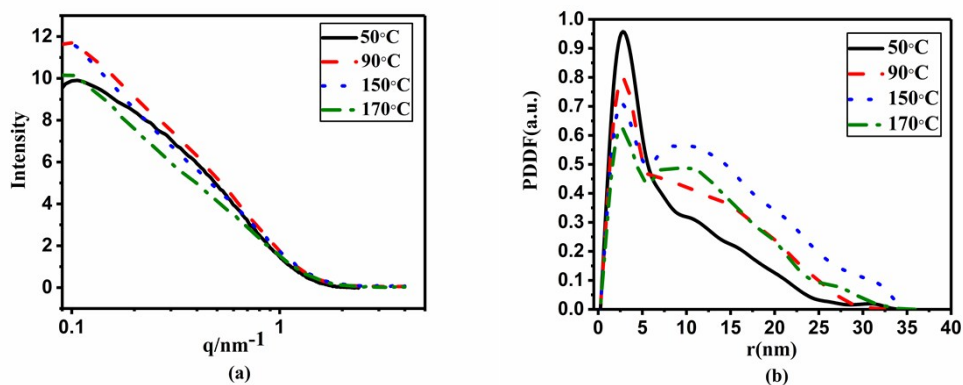 12
10
8
6
4
2
0
Intensity
50°C
90°C
150°C
170°C
0.1
1
q/nm⁻¹
(a)
1.0
0.9
0.8
0.7
0.6
0.5
0.4
0.3
0.2
0.1
0.0
PDDF(a.u.)
50°C
90°C
150°C
170°C
0 5 10 15 20 25 30 35 40
r(nm)
(b)